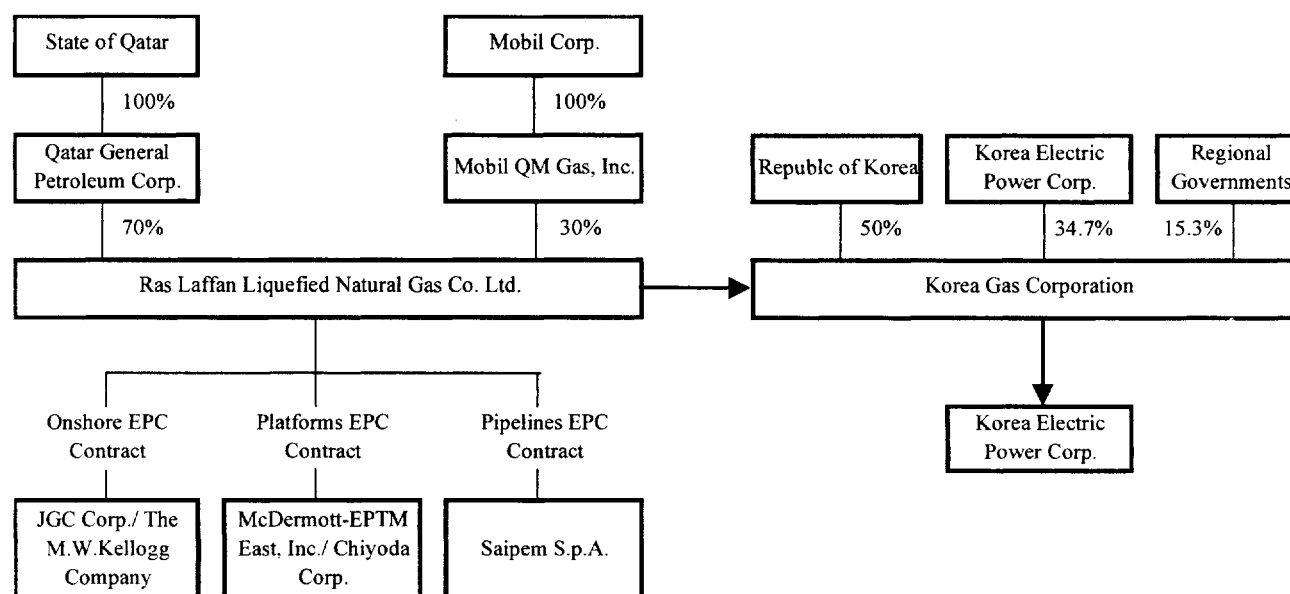 State of Qatar
Mobil Corp.
100%
100%
Qatar General
Petroleum Corp.
Mobil QM Gas, Inc.
Republc of Korea
Korea Electric
Power Corp.
Regional
Governments
70%
30%
50%
34.7%
15.3%
Ras Laffan Liquefied Natural Gas Co. Ltd.
Korea Gas Corporation
Onshore EPC
Contract
Platforms EPC
Contract
Pipelines EPC
Contract
Korea Electric
Power Corp.
JGC Corp./ The
M.W.Kellogg
Company
McDermott-EPTM
East, Inc./ Chiyoda
Corp.
Saipem S.p.A.